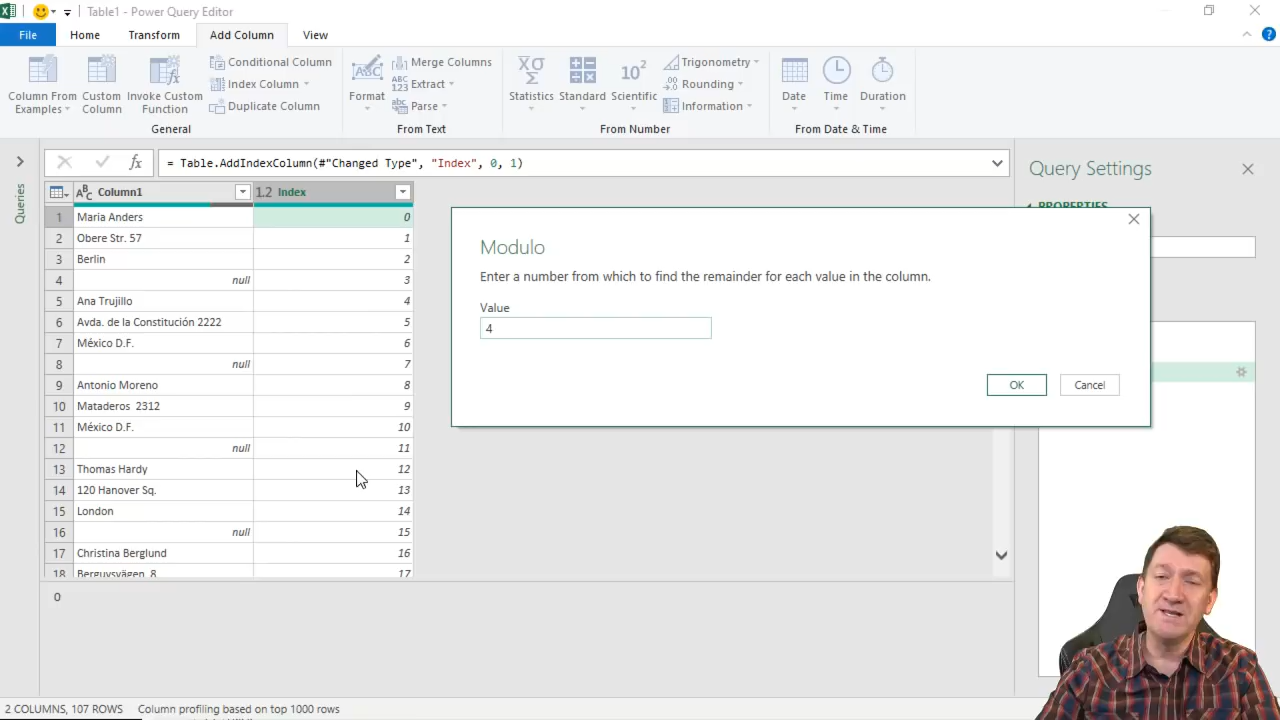 Table1 - Power Query Editor
File Home Transform Add Column View
Column From Examples
Custom Column
Invoke Custom Function
Conditional Column
Index Column
Duplicate Column
General
Format
Merge Columns
Extract
Parse
From Text
Statistics
Standard
Scientific
Trigonometry
Rounding
Information
From Number
Date
Time
Duration
From Date & Time
= Table.AddIndexColumn(#"Changed Type", "Index", 0, 1)
Queries
Column1 1.2 Index
1 Maria Anders 0
2 Obere Str. 57 1
3 Berlin 2
4 null 3
5 Ana Trujillo 4
6 Avda. de la Constitución 2222 5
7 México D.F. 6
8 null 7
9 Antonio Moreno 8
10 Mataderos 2312 9
11 México D.F. 10
12 null 11
13 Thomas Hardy 12
14 120 Hanover Sq. 13
15 London 14
16 null 15
17 Christina Berglund 16
18 Berguvsvägen 8 17
0
Query Settings
PROPERTIES
Modulo
Enter a number from which to find the remainder for each value in the column.
Value
4
OK Cancel
2 COLUMNS, 107 ROWS Column profiling based on top 1000 rows